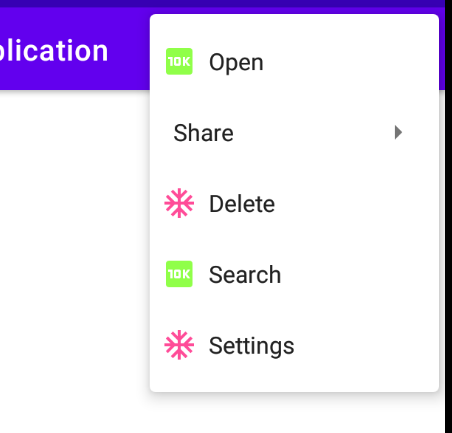 plication
10K Open
Share
Delete
10K Search
Settings